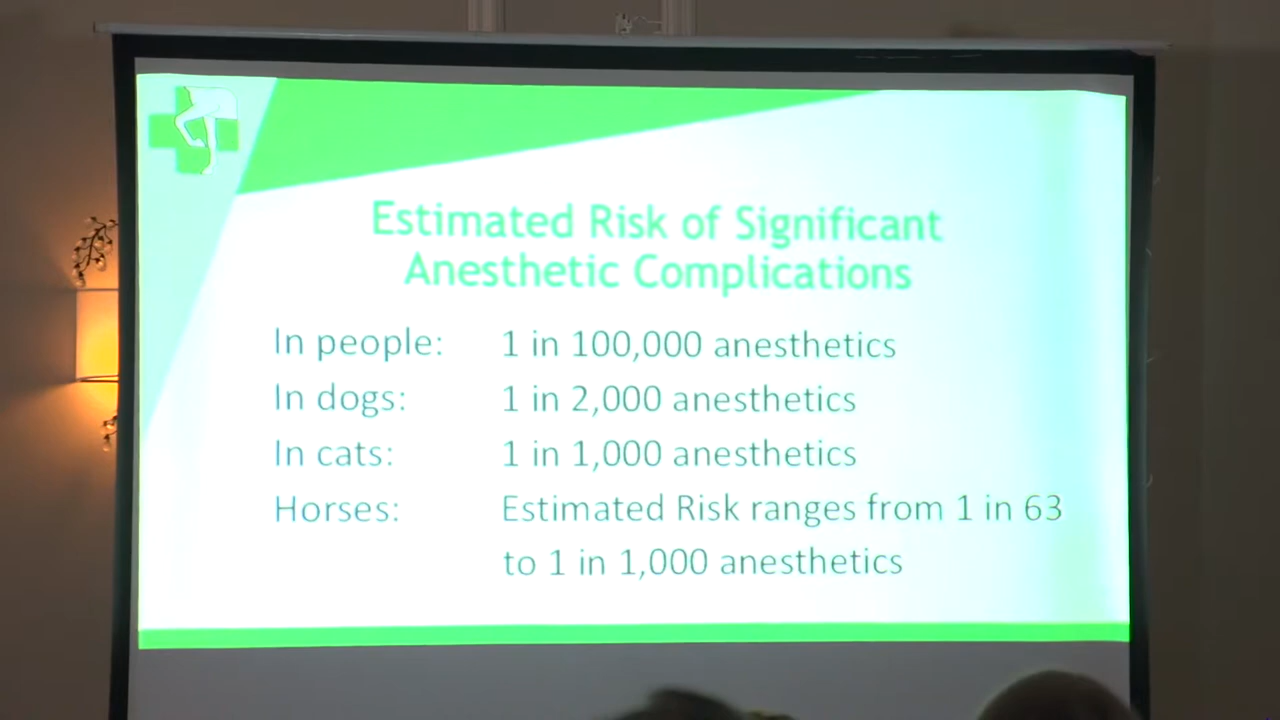 Estimated Risk of Significant
Anesthetic Complications
In people: 1 in 100,000 anesthetics
In dogs: 1 in 2,000 anesthetics
In cats: 1 in 1,000 anesthetics
Horses: Estimated Risk ranges from 1 in 63
to 1 in 1,000 anesthetics